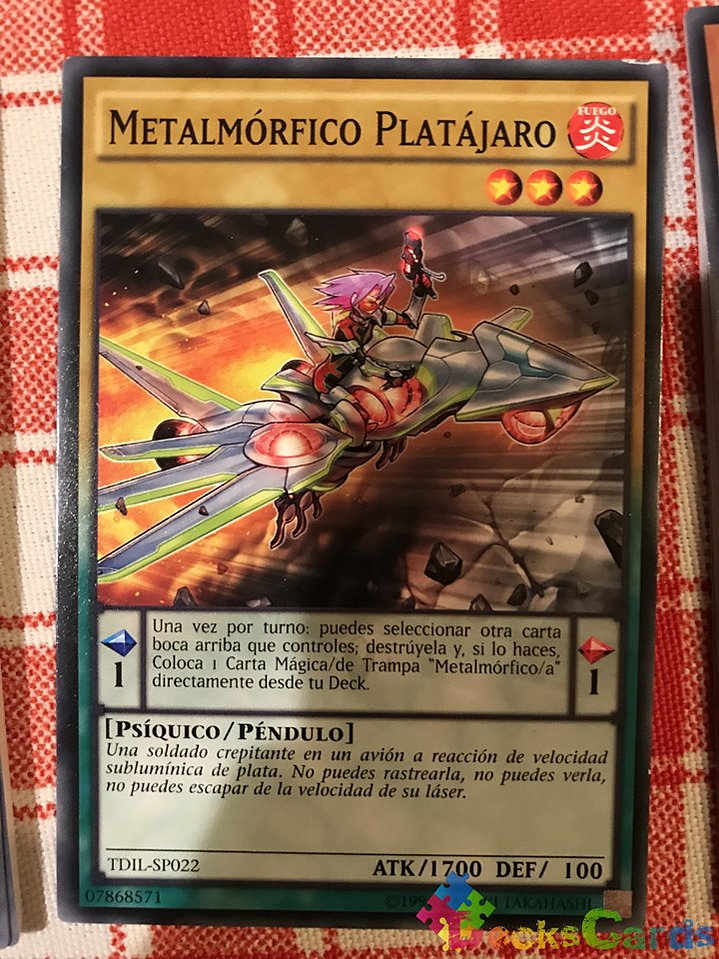 METALMÓRFICO PLATÁJARO
FUEGO
炎
Una vez por turno: puedes seleccionar otra carta
boca arriba que controles; destrúyela y, si lo haces,
Coloca 1 Carta Mágica/de Trampa "Metalmórfico/a"
directamente desde tu Deck.
1
1
[PSÍQUICO/PÉNDULO]
Una soldado crepitante en un avión a reacción de velocidad
sublumínica de plata. No puedes rastrearla, no puedes verla,
no puedes escapar de la velocidad de su láser.
TDIL-SP022
ATK/1700 DEF/ 100
07868571
TAKAHASHI
GeeksCards